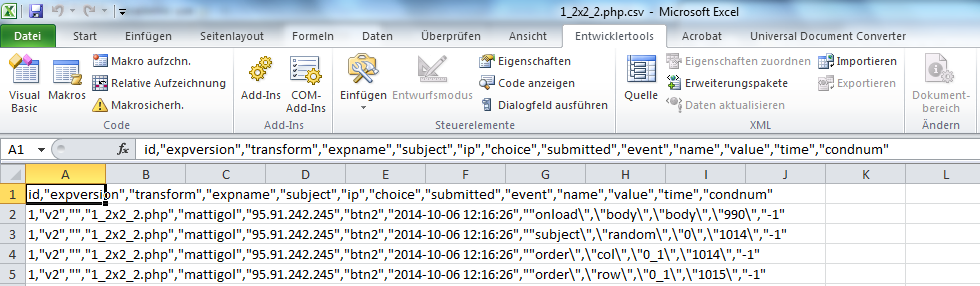 1_2x2_2.php.csv - Microsoft Excel
Datei Start Einfügen Seitenlayout Formeln Daten Überprüfen Ansicht Entwicklertools Acrobat Universal Document Converter
Visual Basic Makros Makro aufzchn. Relative Aufzeichnung Makrosicherh. Add-Ins COM-Add-Ins Einfügen Entwurfsmodus Eigenschaften Code anzeigen Dialogfeld ausführen Quelle Eigenschaften zuordnen Erweiterungspakete Daten aktualisieren Importieren Exportieren Dokument-bereich
Code Add-Ins Steuerelemente XML Ändern
A1 fx id,"expversion","transform","expname","subject","ip","choice","submitted","event","name","value","time","condnum"
A B C D E F G H I J K L
1 id,"expversion","transform","expname","subject","ip","choice","submitted","event","name","value","time","condnum"
2 1,"v2","","1_2x2_2.php","mattigol","95.91.242.245","btn2","2014-10-06 12:16:26",""onload\",\"body\",\"body\",\"990\","-1"
3 1,"v2","","1_2x2_2.php","mattigol","95.91.242.245","btn2","2014-10-06 12:16:26",""subject\",\"random\",\"0\",\"1014\","-1"
4 1,"v2","","1_2x2_2.php","mattigol","95.91.242.245","btn2","2014-10-06 12:16:26",""order\",\"col\",\"0_1\",\"1014\","-1"
5 1,"v2","","1_2x2_2.php","mattigol","95.91.242.245","btn2","2014-10-06 12:16:26",""order\",\"row\",\"0_1\",\"1015\","-1"